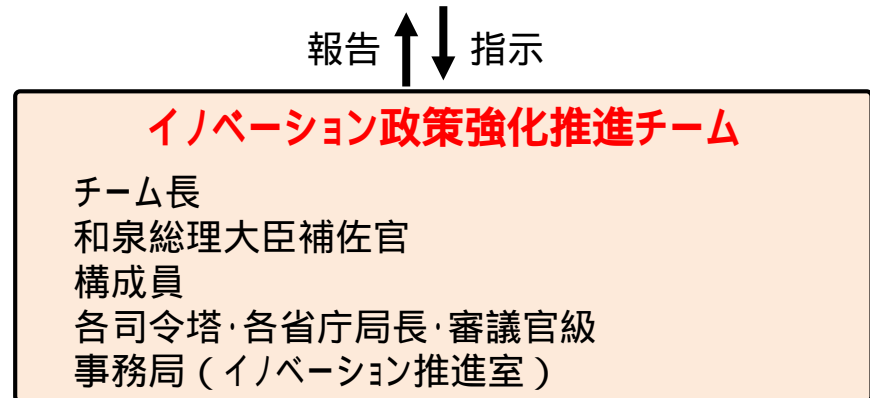 報告 指示
イノベーション政策強化推進チーム
チーム長
和泉総理大臣補佐官
構成員
各司令塔・各省庁局長・審議官級
事務局(イノベーション推進室)